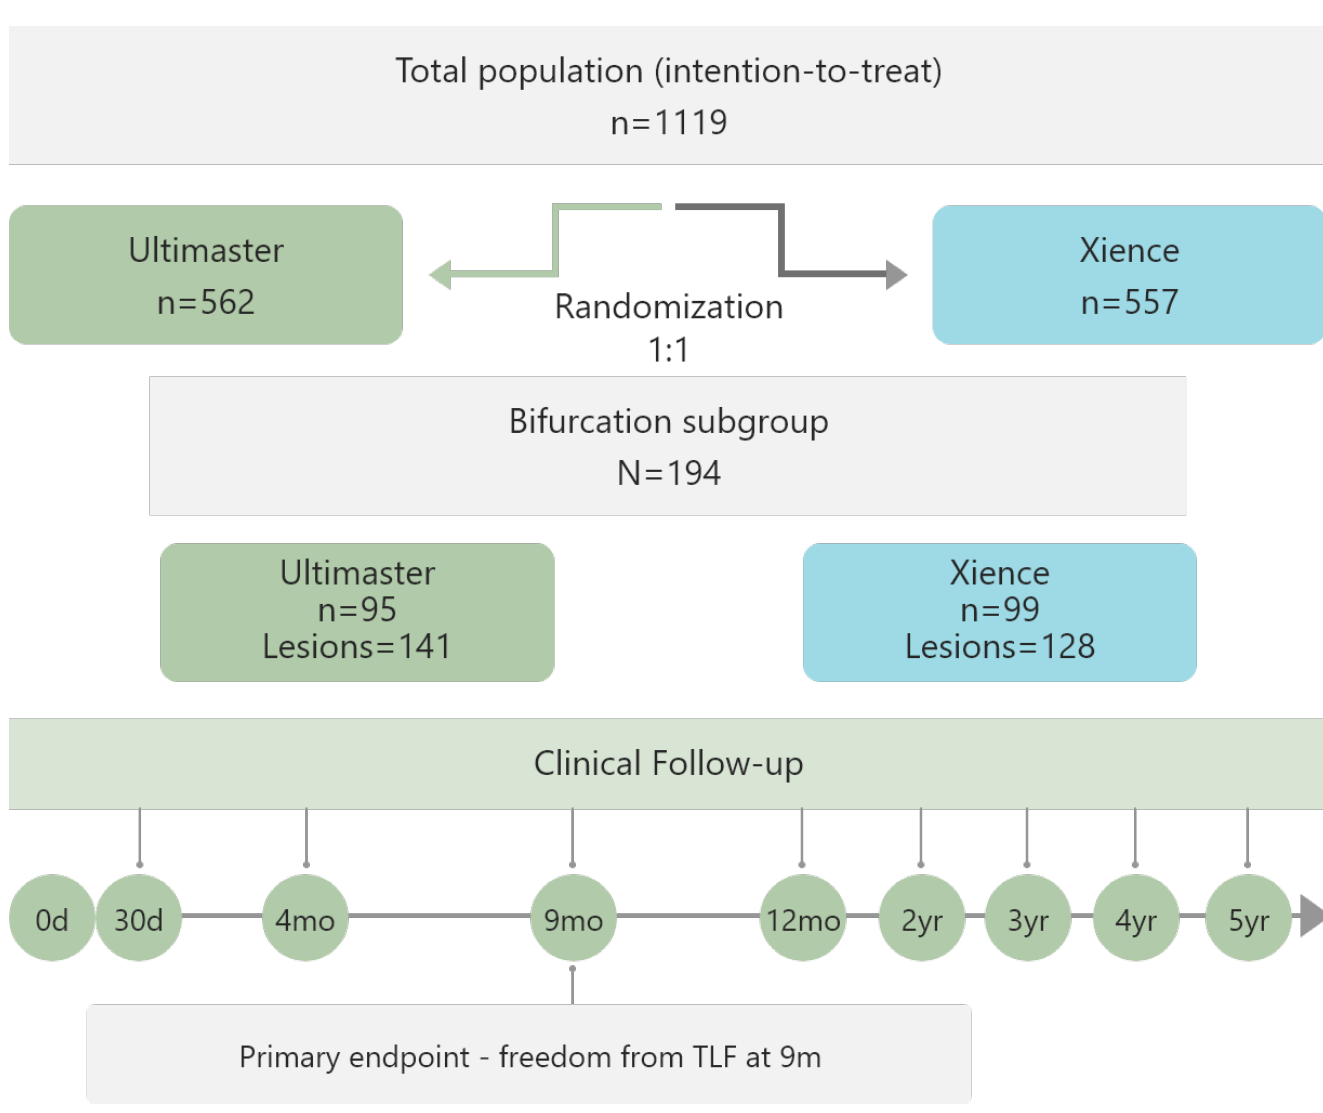 Total population (intention-to-treat)
n=1119
Ultimaster
n=562
Randomization
1:1
Xience
n=557
Bifurcation subgroup
N=194
Ultimaster
n=95
Lesions=141
Xience
n=99
Lesions=128
Clinical Follow-up
0d
30d
4mo
9mo
12mo
2yr
3yr
4yr
5yr
Primary endpoint - freedom from TLF at 9m